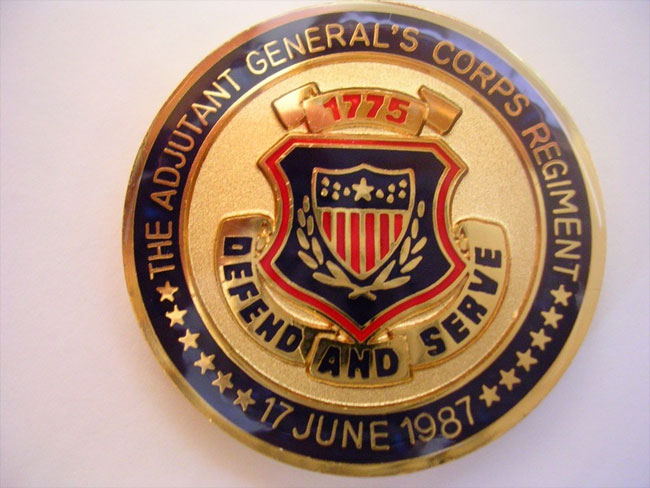 THE ADJUTANT GENERAL'S CORPS REGIMENT
1775
DEFEND AND SERVE
17 JUNE 1987